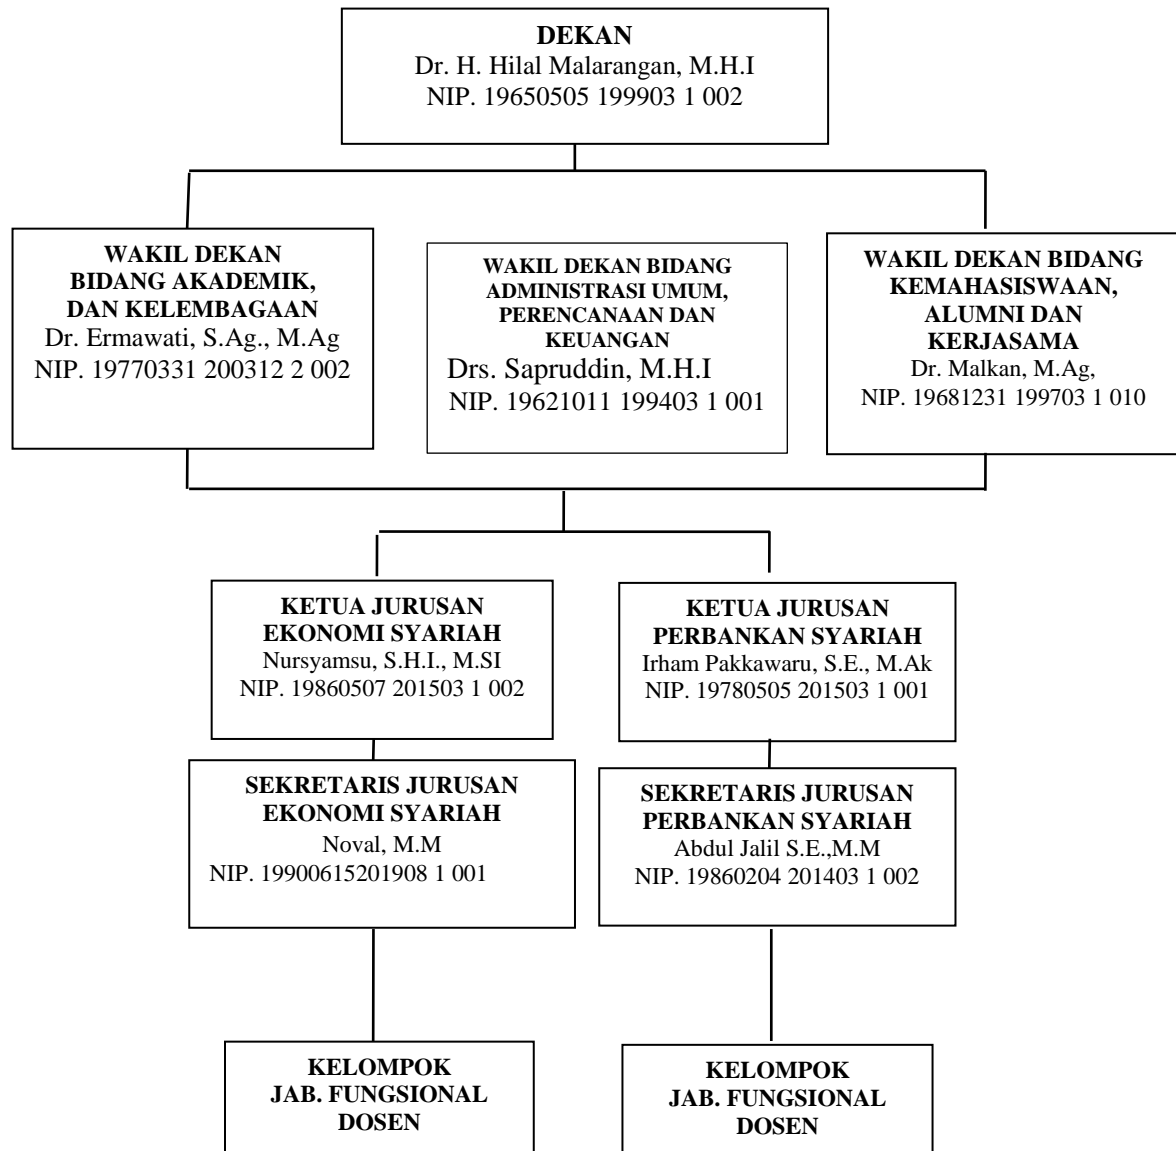 DEKAN
Dr. H. Hilal Malarangan, M.H.I
NIP. 19650505 199903 1 002
WAKIL DEKAN
BIDANG AKADEMIK,
DAN KELEMBAGAAN
Dr. Ermawati, S.Ag., M.Ag
NIP. 19770331 200312 2 002
WAKIL DEKAN BIDANG
ADMINISTRASI UMUM,
PERENCANAAN DAN
KEUANGAN
Drs. Sapruddin, M.H.I
NIP. 19621011 199403 1 001
WAKIL DEKAN BIDANG
KEMAHASISWAAN,
ALUMNI DAN
KERJASAMA
Dr. Malkan, M.Ag,
NIP. 19681231 199703 1 010
KETUA JURUSAN
EKONOMI SYARIAH
Nursyamsu, S.H.I., M.SI
NIP. 19860507 201503 1 002
KETUA JURUSAN
PERBANKAN SYARIAH
Irham Pakkawaru, S.E., M.Ak
NIP. 19780505 201503 1 001
SEKRETARIS JURUSAN
EKONOMI SYARIAH
Noval, M.M
NIP. 19900615201908 1 001
SEKRETARIS JURUSAN
PERBANKAN SYARIAH
Abdul Jalil S.E.,M.M
NIP. 19860204 201403 1 002
KELOMPOK
JAB. FUNGSIONAL
DOSEN
KELOMPOK
JAB. FUNGSIONAL
DOSEN